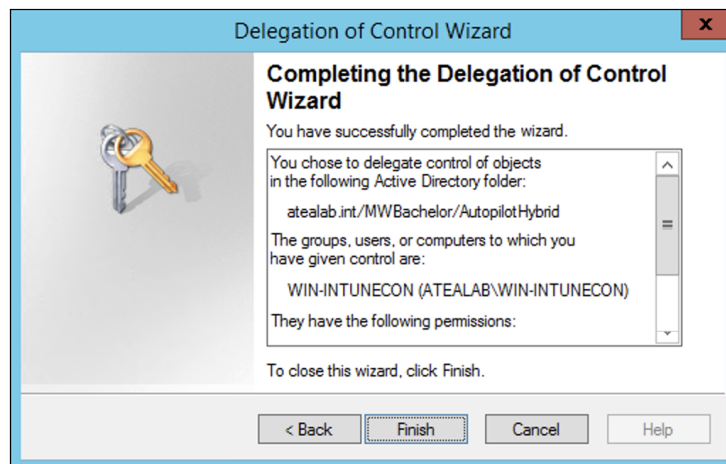 Delegation of Control Wizard
x
Completing the Delegation of Control
Wizard
You have successfully completed the wizard.
You chose to delegate control of objects
in the following Active Directory folder:
atealab.int/MWBachelor/AutopilotHybrid
The groups, users, or computers to which you
have given control are:
WIN-INTUNECON (ATEALAB\WIN-INTUNECON)
They have the following permissions:
To close this wizard, click Finish.
< Back
Finish
Cancel
Help